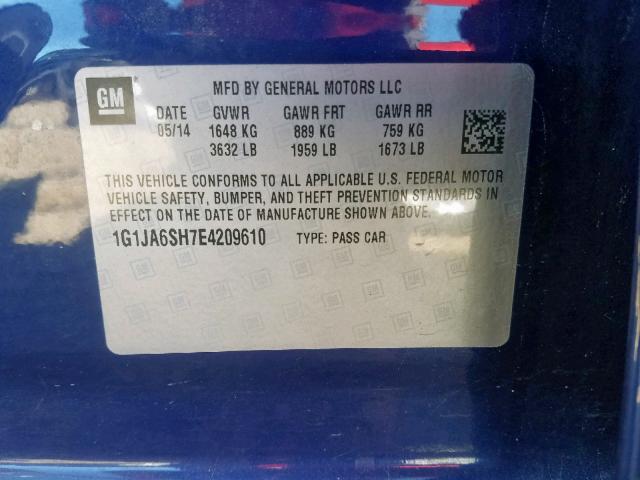 GM
MFD BY GENERAL MOTORS LLC
DATE GVWR GAWR FRT GAWR RR
05/14 1648 KG 889 KG 759 KG
3632 LB 1959 LB 1673 LB
THIS VEHICLE CONFORMS TO ALL APPLICABLE U.S. FEDERAL MOTOR
VEHICLE SAFETY, BUMPER, AND THEFT PREVENTION STANDARDS IN
EFFECT ON THE DATE OF MANUFACTURE SHOWN ABOVE.
1G1JA6SH7E4209610 TYPE: PASS CAR